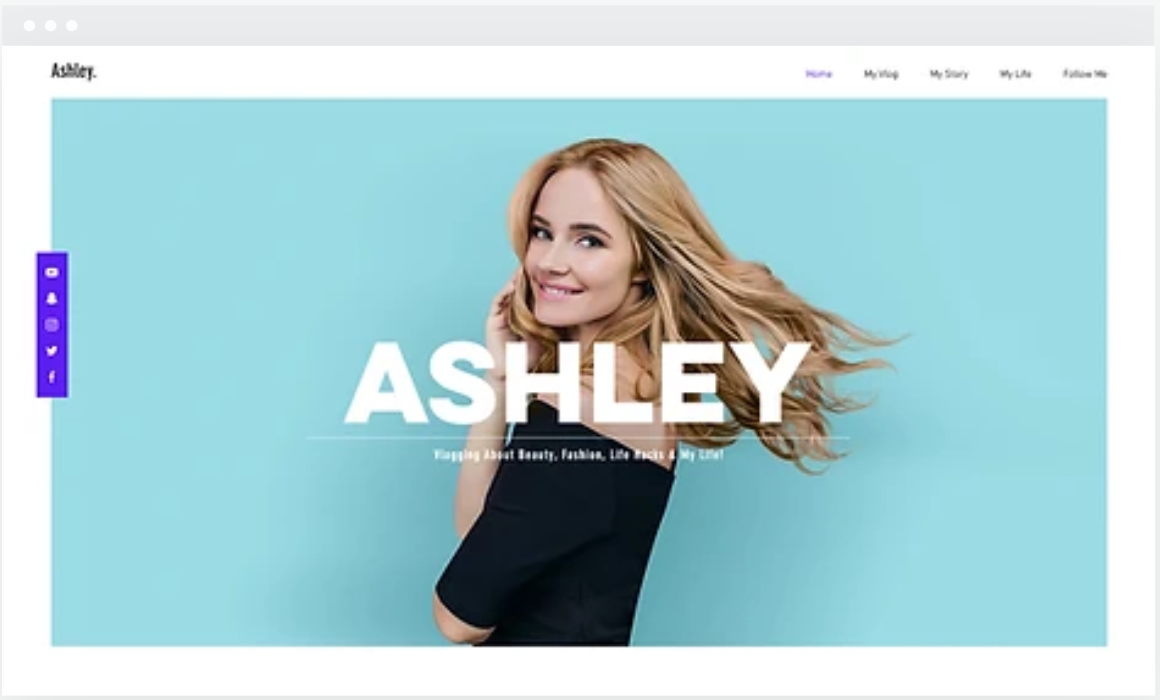 Ashley.
Home My Vlog My Story My Life Follow Me
ASHLEY
Vlogging About Beauty, Fashion, Life Hacks & My Life!